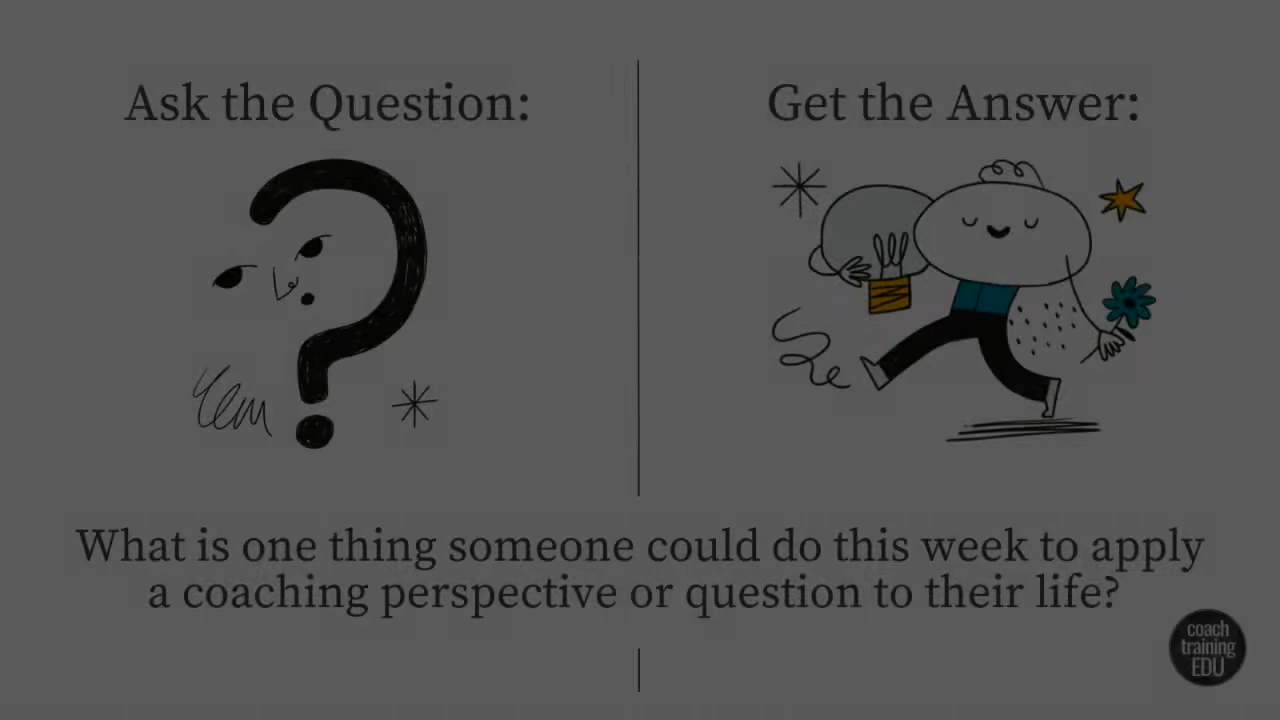 Ask the Question:
Get the Answer:
What is one thing someone could do this week to apply
a coaching perspective or question to their life?
coach
training
EDU